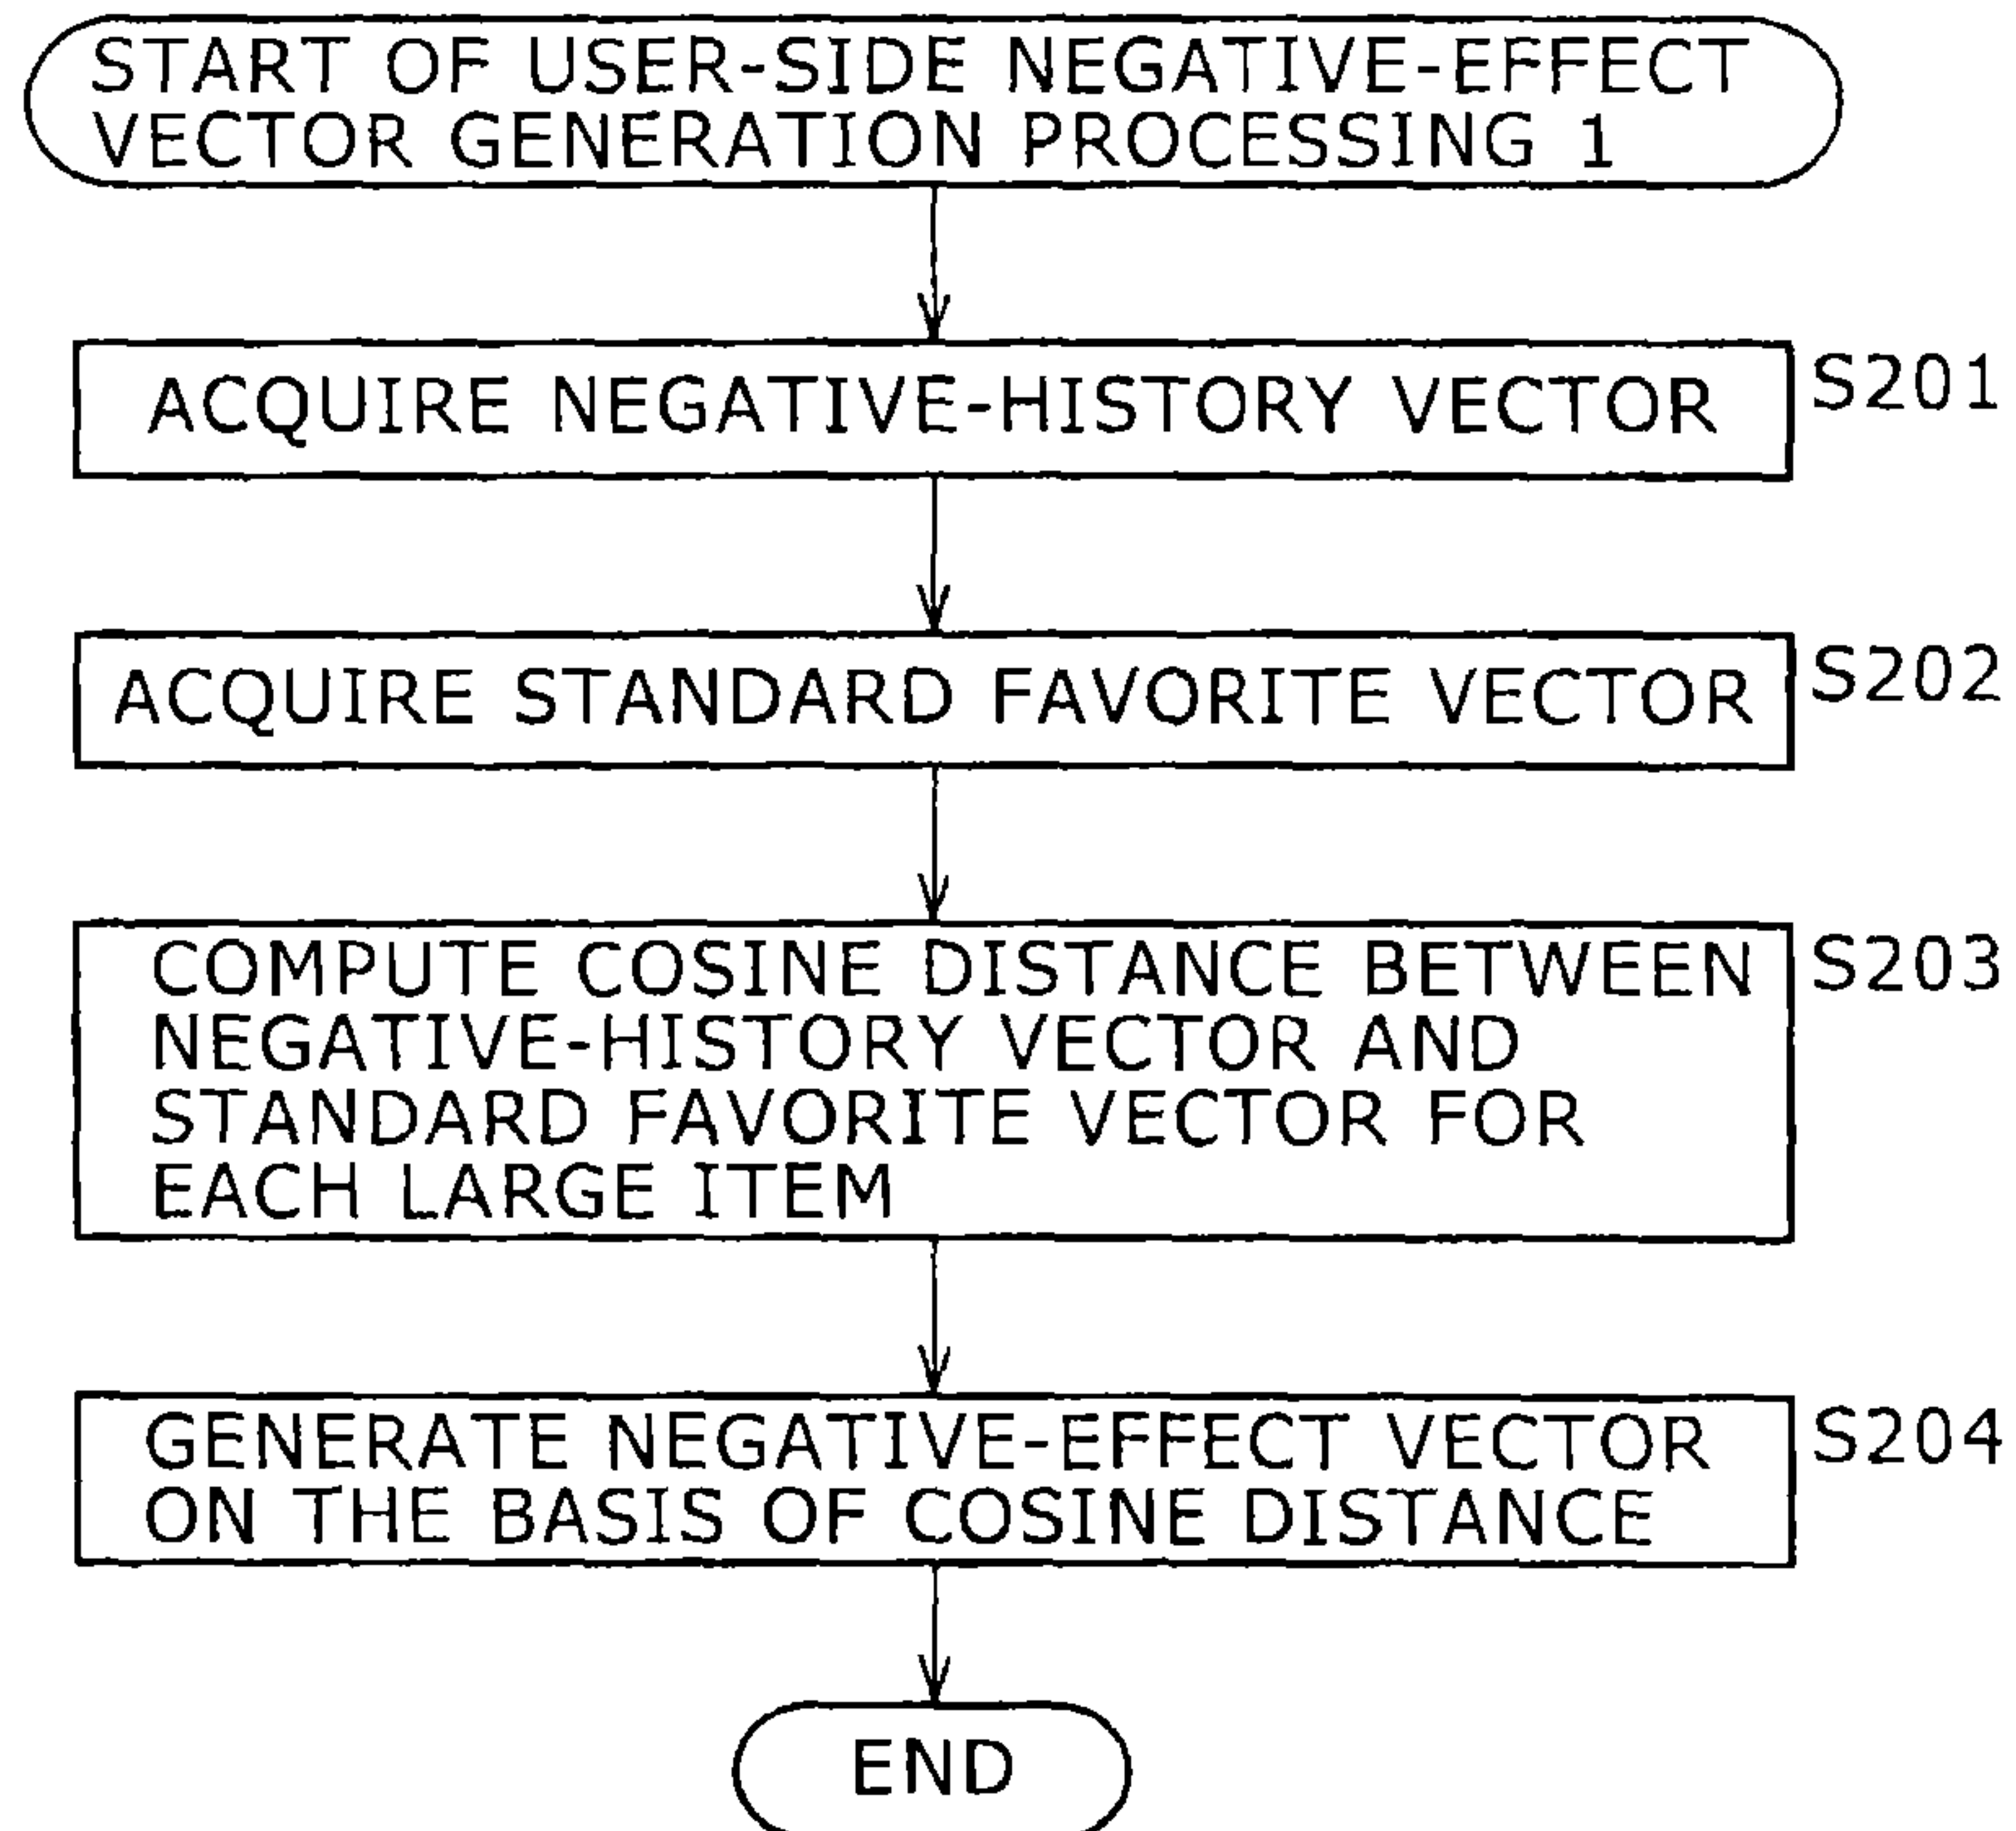 START OF USER-SIDE NEGATIVE-EFFECT
VECTOR GENERATION PROCESSING 1
ACQUIRE NEGATIVE-HISTORY VECTOR
S201
ACQUIRE STANDARD FAVORITE VECTOR
S202
COMPUTE COSINE DISTANCE BETWEEN
NEGATIVE-HISTORY VECTOR AND
STANDARD FAVORITE VECTOR FOR
EACH LARGE ITEM
S203
GENERATE NEGATIVE-EFFECT VECTOR
ON THE BASIS OF COSINE DISTANCE
S204
END